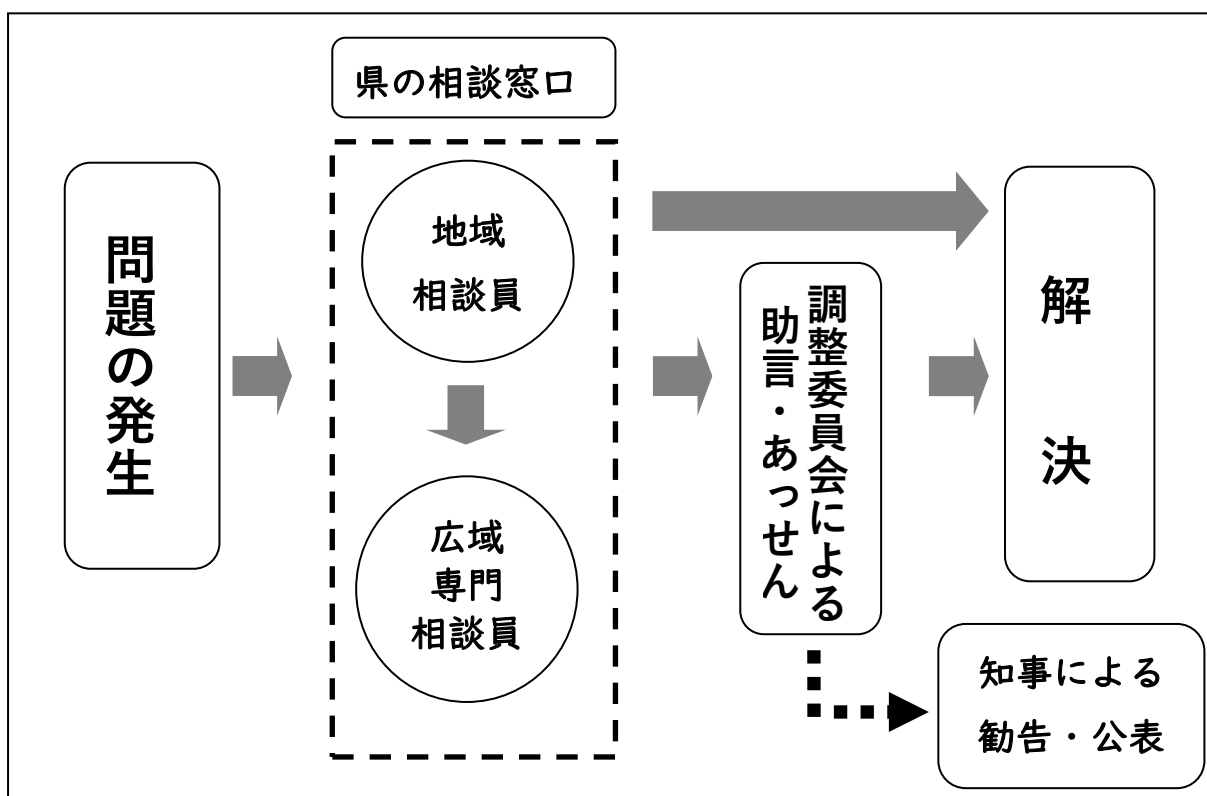 県の相談窓口
問題の発生
地域
相談員
広域
専門
相談員
調整委員会による
助言・あっせん
解決
知事による
勧告・公表